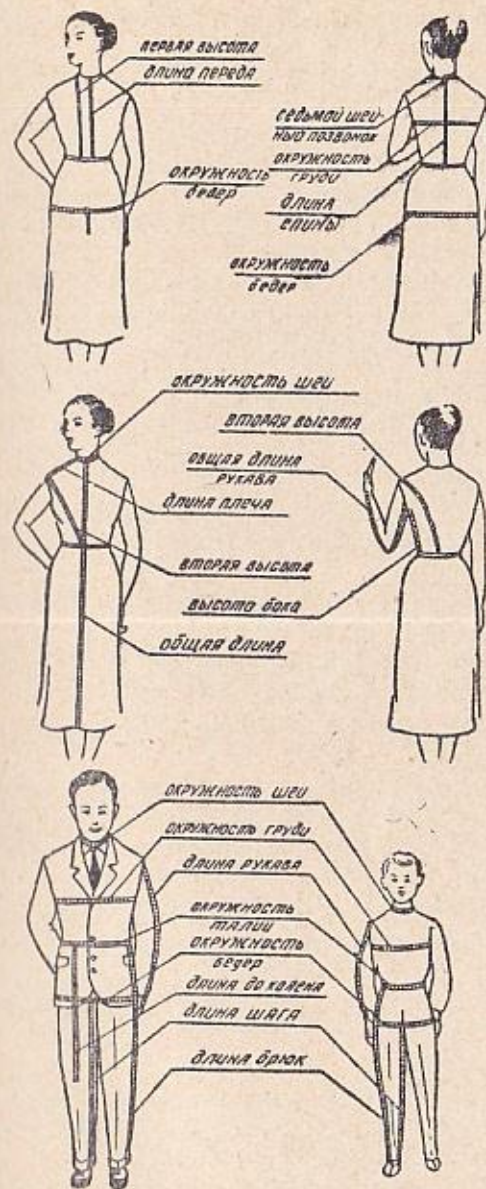 ПЕРВАЯ ВЫСОТА
ДЛИНА ПЕРЕДА
ОКРУЖНОСТЬ
БЕДЕР
СЕДЬМОЙ ШЕЙ-
НЫЙ ПОЗВОНОК
ОКРУЖНОСТЬ
ГРУДИ
ДЛИНА
СПИНЫ
ОКРУЖНОСТЬ
БЕДЕР
ОКРУЖНОСТЬ ШЕИ
ВТОРАЯ ВЫСОТА
ОБЩАЯ ДЛИНА
РУКАВА
ДЛИНА ПЛЕЧА
ВТОРАЯ ВЫСОТА
ВЫСОТА БОКА
ОБЩАЯ ДЛИНА
ОКРУЖНОСТЬ ШЕИ
ОКРУЖНОСТЬ ГРУДИ
ДЛИНА РУКАВА
ОКРУЖНОСТЬ
ТАЛИИ
ОКРУЖНОСТЬ
БЕДЕР
ДЛИНА ДО КОЛЕНА
ДЛИНА ШАГА
ДЛИНА БРЮК